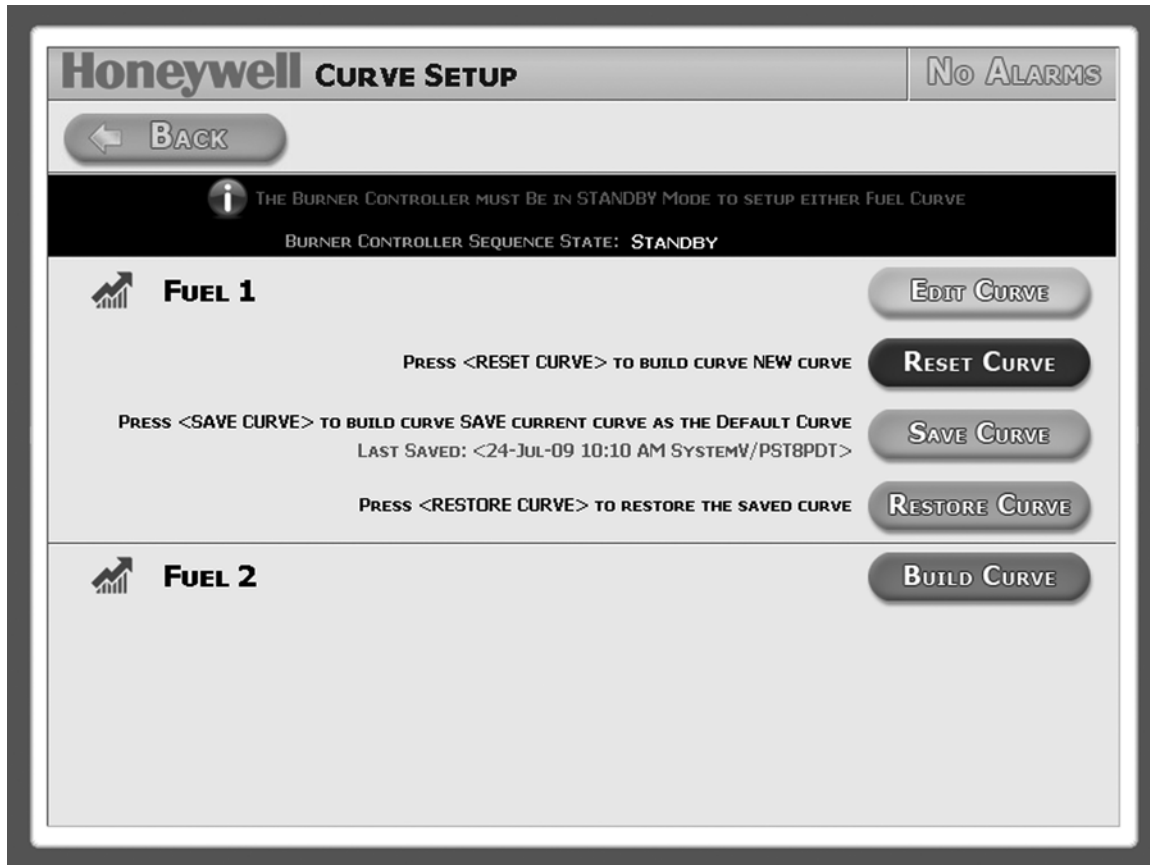 Honeywell CURVE SETUP
NO ALARMS
BACK
i THE BURNER CONTROLLER MUST BE IN STANDBY MODE TO SETUP EITHER FUEL CURVE
BURNER CONTROLLER SEQUENCE STATE: STANDBY
FUEL 1
EDIT CURVE
PRESS <RESET CURVE> TO BUILD CURVE NEW CURVE
RESET CURVE
PRESS <SAVE CURVE> TO BUILD CURVE SAVE CURRENT CURVE AS THE DEFAULT CURVE
LAST SAVED: <24-JUL-09 10:10 AM SYSTEMV/PST8PDT>
SAVE CURVE
PRESS <RESTORE CURVE> TO RESTORE THE SAVED CURVE
RESTORE CURVE
FUEL 2
BUILD CURVE